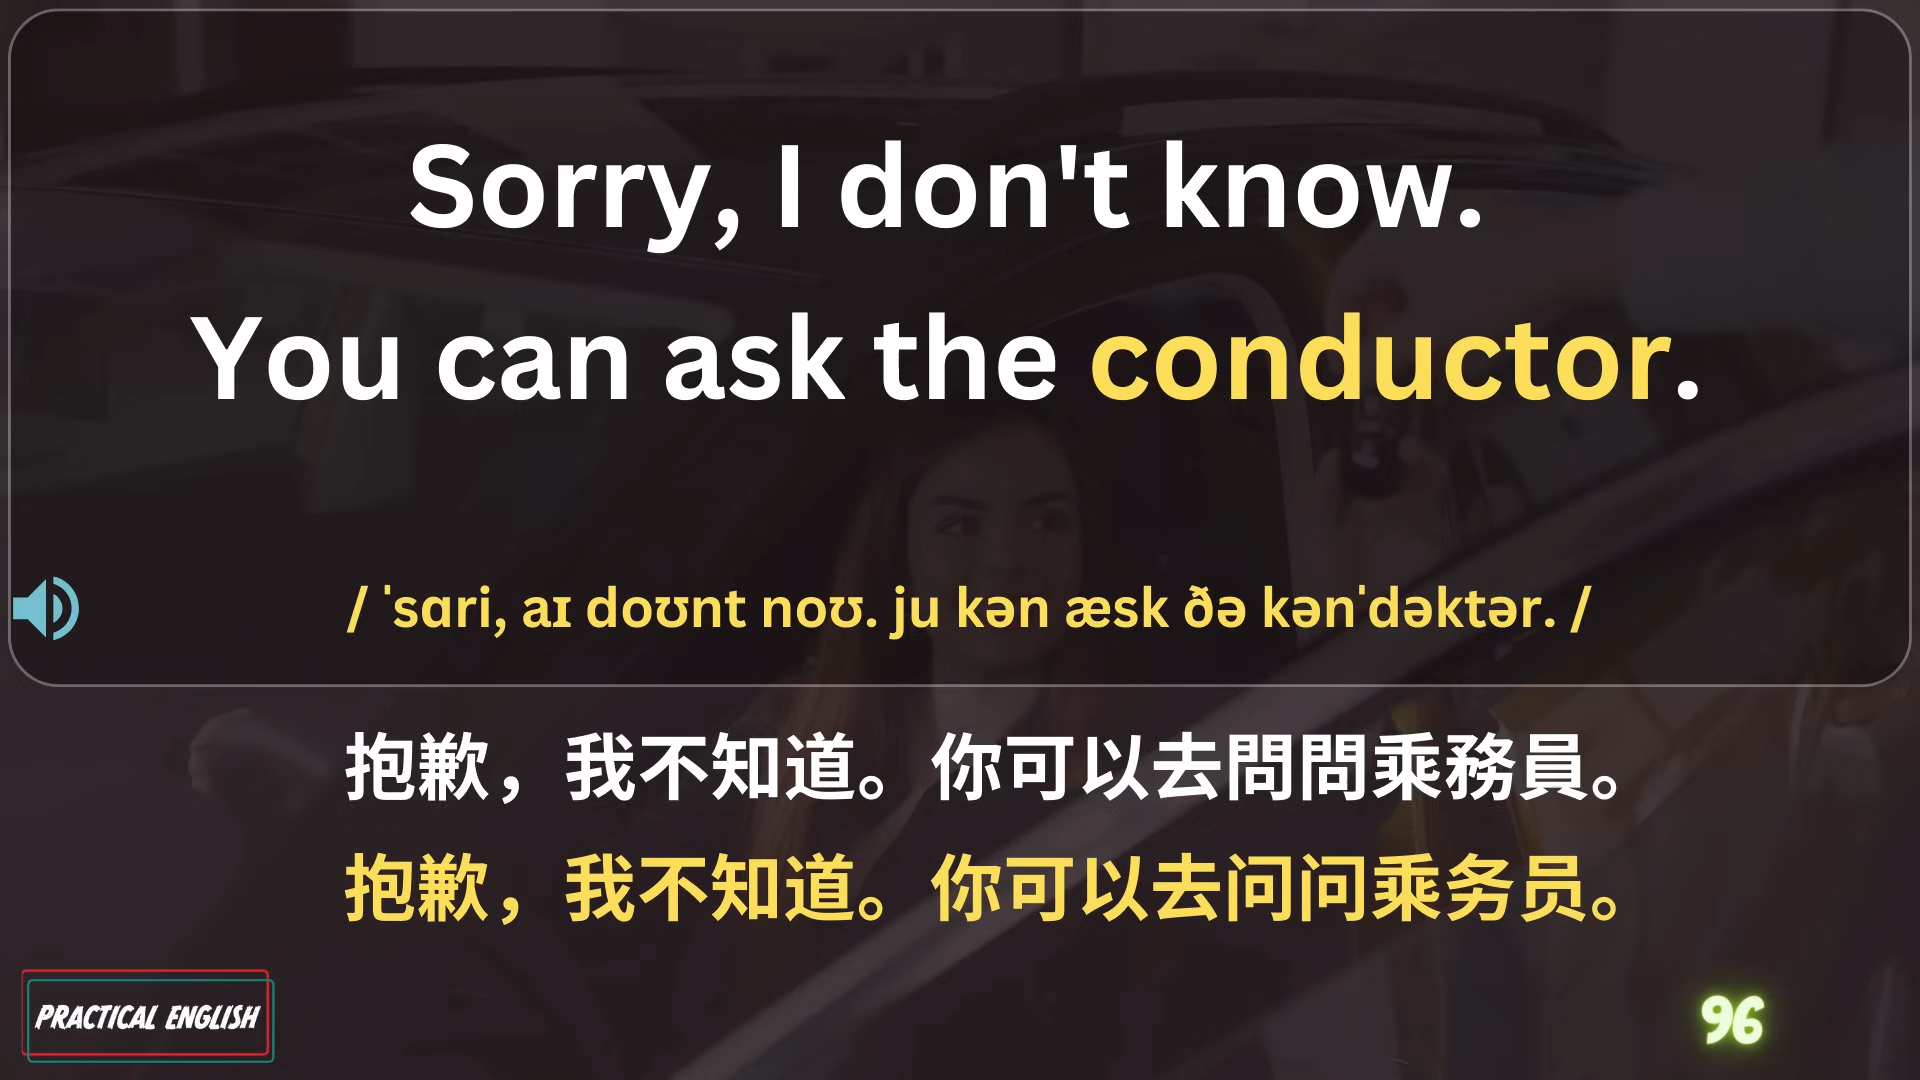 Sorry, I don't know.
You can ask the conductor.
/ ˈsɑri, aɪ doʊnt noʊ. ju kən æsk ðə kənˈdəktər. /
抱歉，我不知道。你可以去問問乘務員。
抱歉，我不知道。你可以去问问乘务员。
PRACTICAL ENGLISH
96